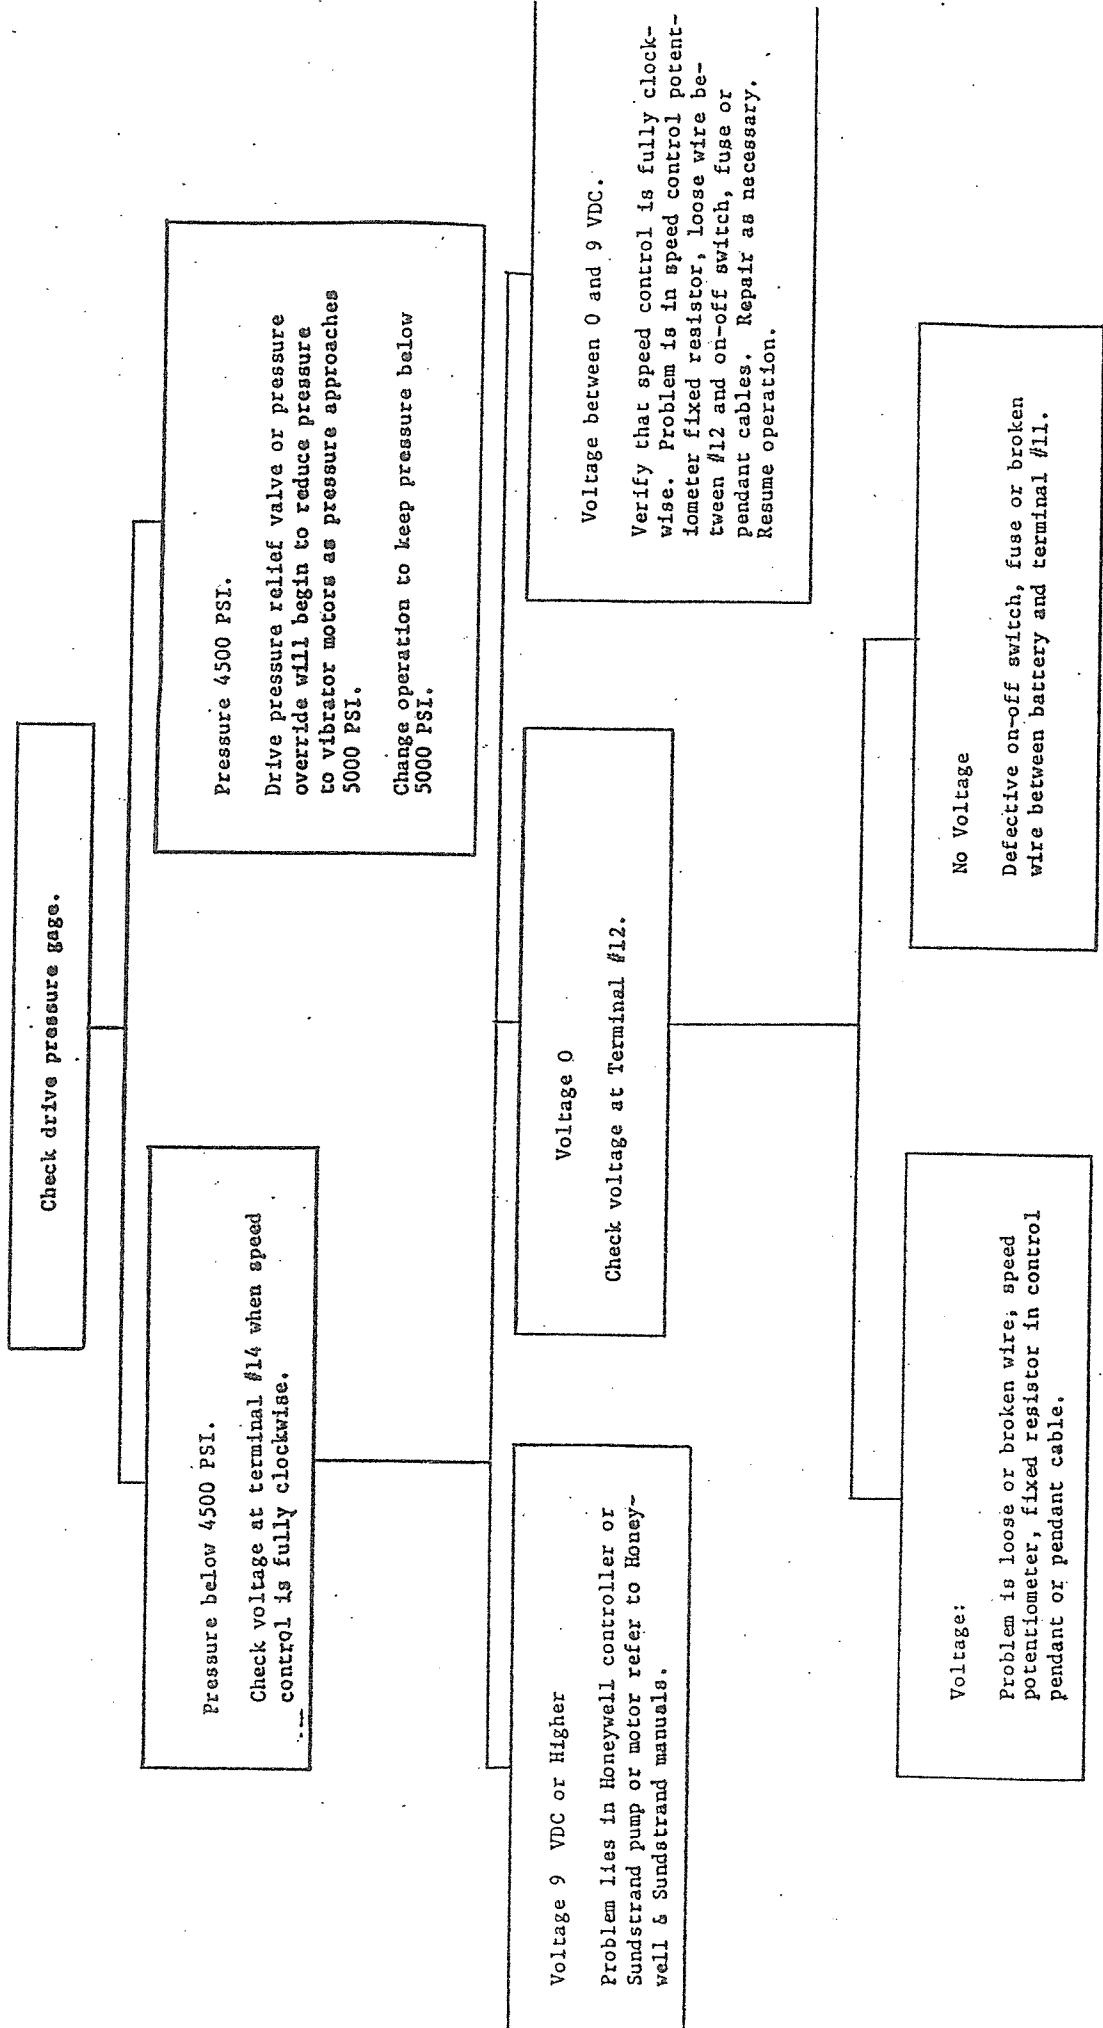 Check drive pressure gage.
Pressure below 4500 PSI.
Check voltage at terminal #14 when speed
control is fully clockwise.
Pressure 4500 PSI.
Drive pressure relief valve or pressure
override will begin to reduce pressure
to vibrator motors as pressure approaches
5000 PSI.
Change operation to keep pressure below
5000 PSI.
Voltage 9 VDC or Higher
Problem lies in Honeywell controller or
Sundstrand pump or motor refer to Honey-
well & Sundstrand manuals.
Voltage 0
Check voltage at Terminal #12.
Voltage between 0 and 9 VDC.
Verify that speed control is fully clock-
wise. Problem is in speed control potent-
iometer fixed resistor, loose wire be-
tween #12 and on-off switch, fuse or
pendant cables. Repair as necessary.
Resume operation.
Voltage:
Problem is loose or broken wire, speed
potentiometer, fixed resistor in control
pendant or pendant cable.
No Voltage
Defective on-off switch, fuse or broken
wire between battery and terminal #11.